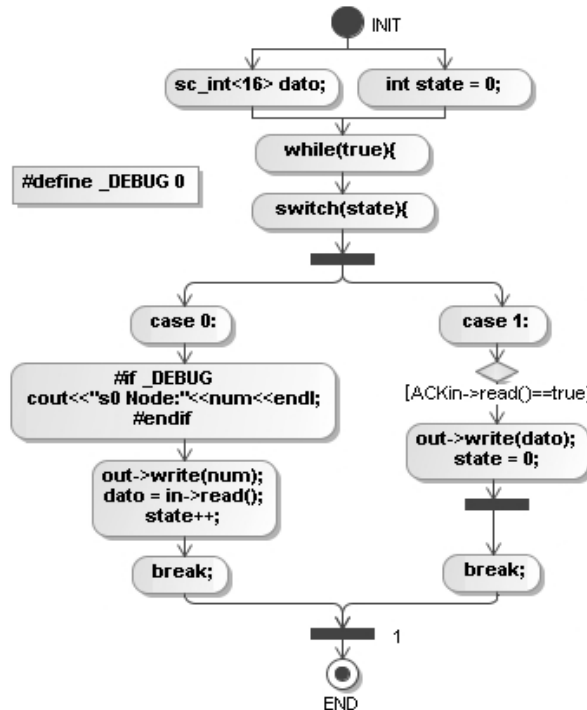 INIT
sc_int<16> dato;
int state = 0;
while(true){
#define _DEBUG 0
switch(state){
case 0:
case 1:
#if _DEBUG
cout<<"s0 Node:"<<num<<endl;
#endif
[ACKin->read()==true]
out->write(num);
dato = in->read();
state++;
out->write(dato);
state = 0;
break;
break;
1
END